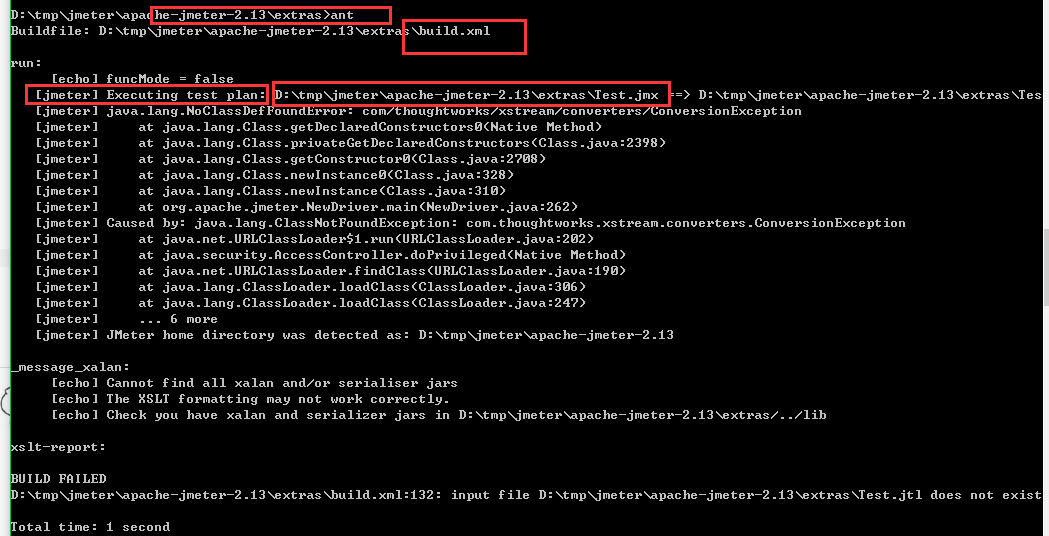 D:\tmp\jmeter\apache-jmeter-2.13\extras>ant
Buildfile: D:\tmp\jmeter\apache-jmeter-2.13\extras\build.xml
run:
[echo] funcMode = false
[jmeter] Executing test plan: D:\tmp\jmeter\apache-jmeter-2.13\extras\Test.jmx ==> D:\tmp\jmeter\apache-jmeter-2.13\extras\Tes
[jmeter] java.lang.NoClassDefFoundError: com/thoughtworks/xstream/converters/ConversionException
[jmeter] at java.lang.Class.getDeclaredConstructors0(Native Method)
[jmeter] at java.lang.Class.privateGetDeclaredConstructors(Class.java:2398)
[jmeter] at java.lang.Class.getConstructor0(Class.java:2708)
[jmeter] at java.lang.Class.newInstance0(Class.java:328)
[jmeter] at java.lang.Class.newInstance(Class.java:310)
[jmeter] at org.apache.jmeter.NewDriver.main(NewDriver.java:262)
[jmeter] Caused by: java.lang.ClassNotFoundException: com.thoughtworks.xstream.converters.ConversionException
[jmeter] at java.net.URLClassLoader$1.run(URLClassLoader.java:202)
[jmeter] at java.security.AccessController.doPrivileged(Native Method)
[jmeter] at java.net.URLClassLoader.findClass(URLClassLoader.java:190)
[jmeter] at java.lang.ClassLoader.loadClass(ClassLoader.java:306)
[jmeter] at java.lang.ClassLoader.loadClass(ClassLoader.java:247)
[jmeter] ... 6 more
[jmeter] JMeter home directory was detected as: D:\tmp\jmeter\apache-jmeter-2.13
_message_xalan:
[echo] Cannot find all xalan and/or serialiser jars
[echo] The XSLT formatting may not work correctly.
[echo] Check you have xalan and serializer jars in D:\tmp\jmeter\apache-jmeter-2.13\extras/../lib
xslt-report:
BUILD FAILED
D:\tmp\jmeter\apache-jmeter-2.13\extras\build.xml:132: input file D:\tmp\jmeter\apache-jmeter-2.13\extras\Test.jtl does not exist
Total time: 1 second